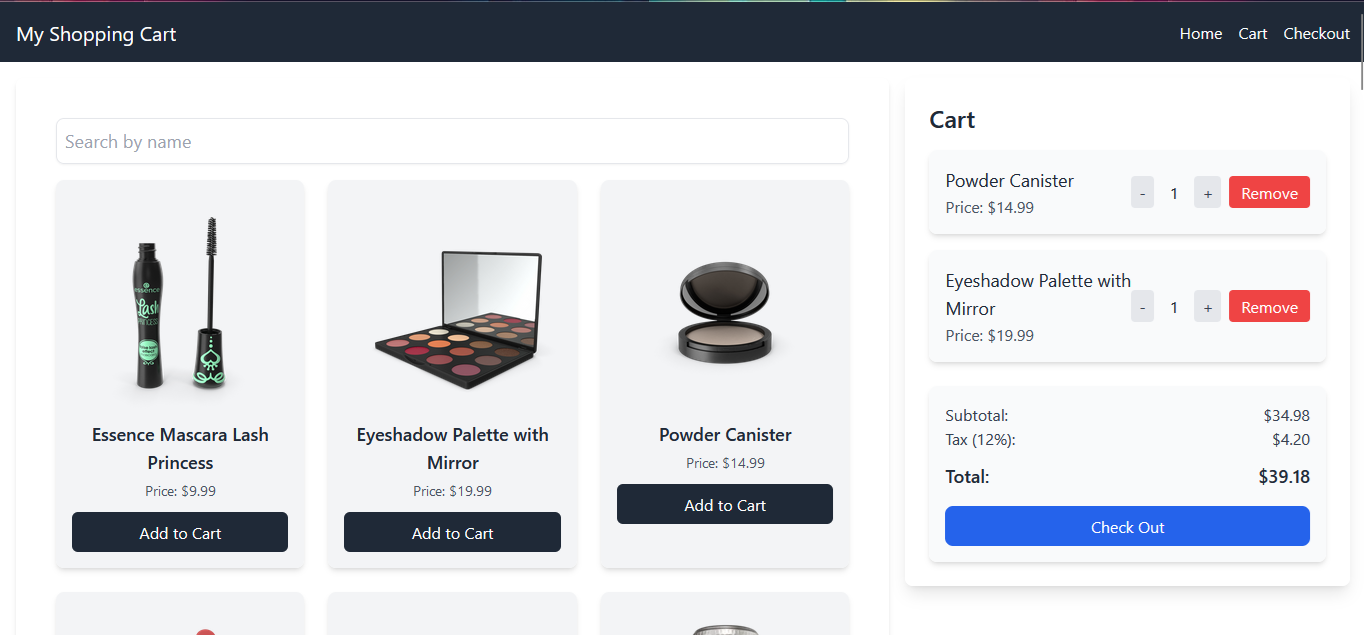 My Shopping Cart
Home Cart Checkout
Search by name
essence
Lash
PRINCESS
Essence Mascara Lash
Princess
Price: $9.99
Add to Cart
Eyeshadow Palette with
Mirror
Price: $19.99
Add to Cart
Powder Canister
Price: $14.99
Add to Cart
Cart
Powder Canister
Price: $14.99
- 1 + Remove
Eyeshadow Palette with
Mirror
Price: $19.99
- 1 + Remove
Subtotal: $34.98
Tax (12%): $4.20
Total: $39.18
Check Out